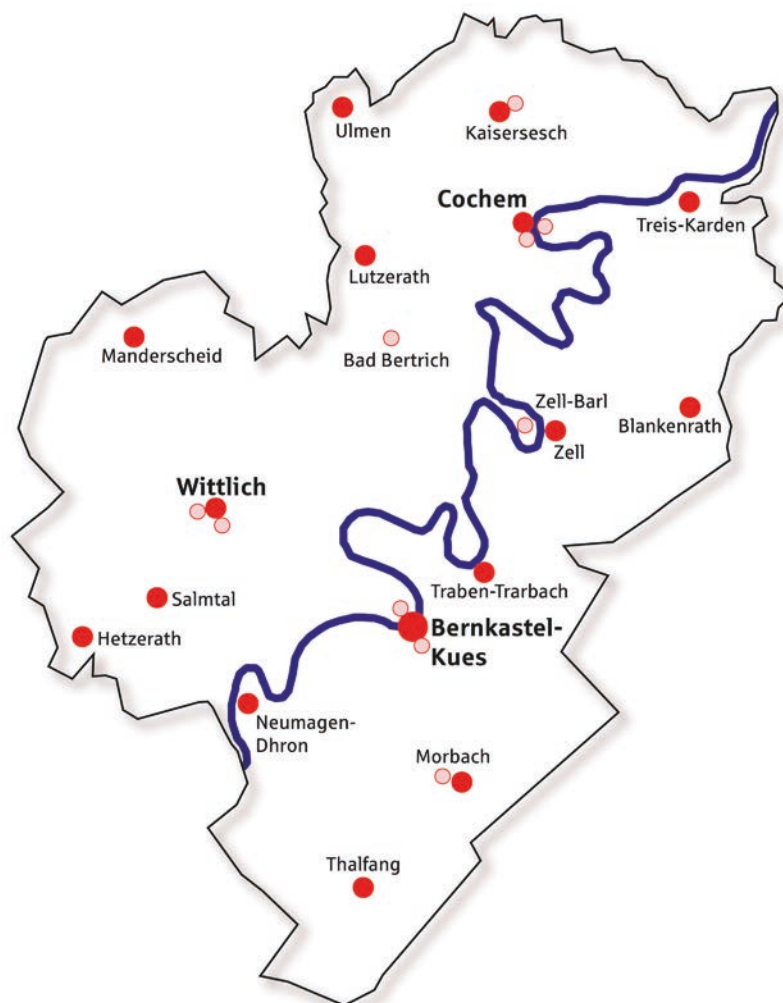 Ulmen
Kaisersesch
Cochem
Treis-Karden
Lutzerath
Manderscheid
Bad Bertrich
Zell-Barl
Blankenrath
Zell
Wittlich
Traben-Trarbach
Salmtal
Bernkastel-
Kues
Hetzerath
Neumagen-
Dhron
Morbach
Thalfang